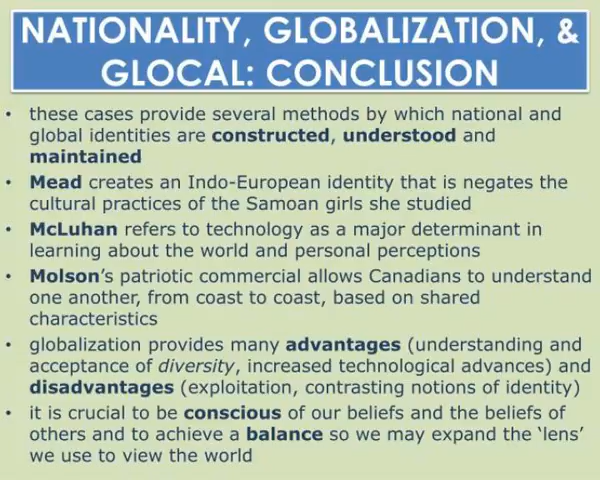 NATIONALITY, GLOBALIZATION, &
GLOCAL: CONCLUSION
• these cases provide several methods by which national and
global identities are constructed, understood and
maintained
• Mead creates an Indo-European identity that is negates the
cultural practices of the Samoan girls she studied
• McLuhan refers to technology as a major determinant in
learning about the world and personal perceptions
• Molson's patriotic commercial allows Canadians to understand
one another, from coast to coast, based on shared
characteristics
• globalization provides many advantages (understanding and
acceptance of diversity, increased technological advances) and
disadvantages (exploitation, contrasting notions of identity)
• it is crucial to be conscious of our beliefs and the beliefs of
others and to achieve a balance so we may expand the ‘lens’
we use to view the world